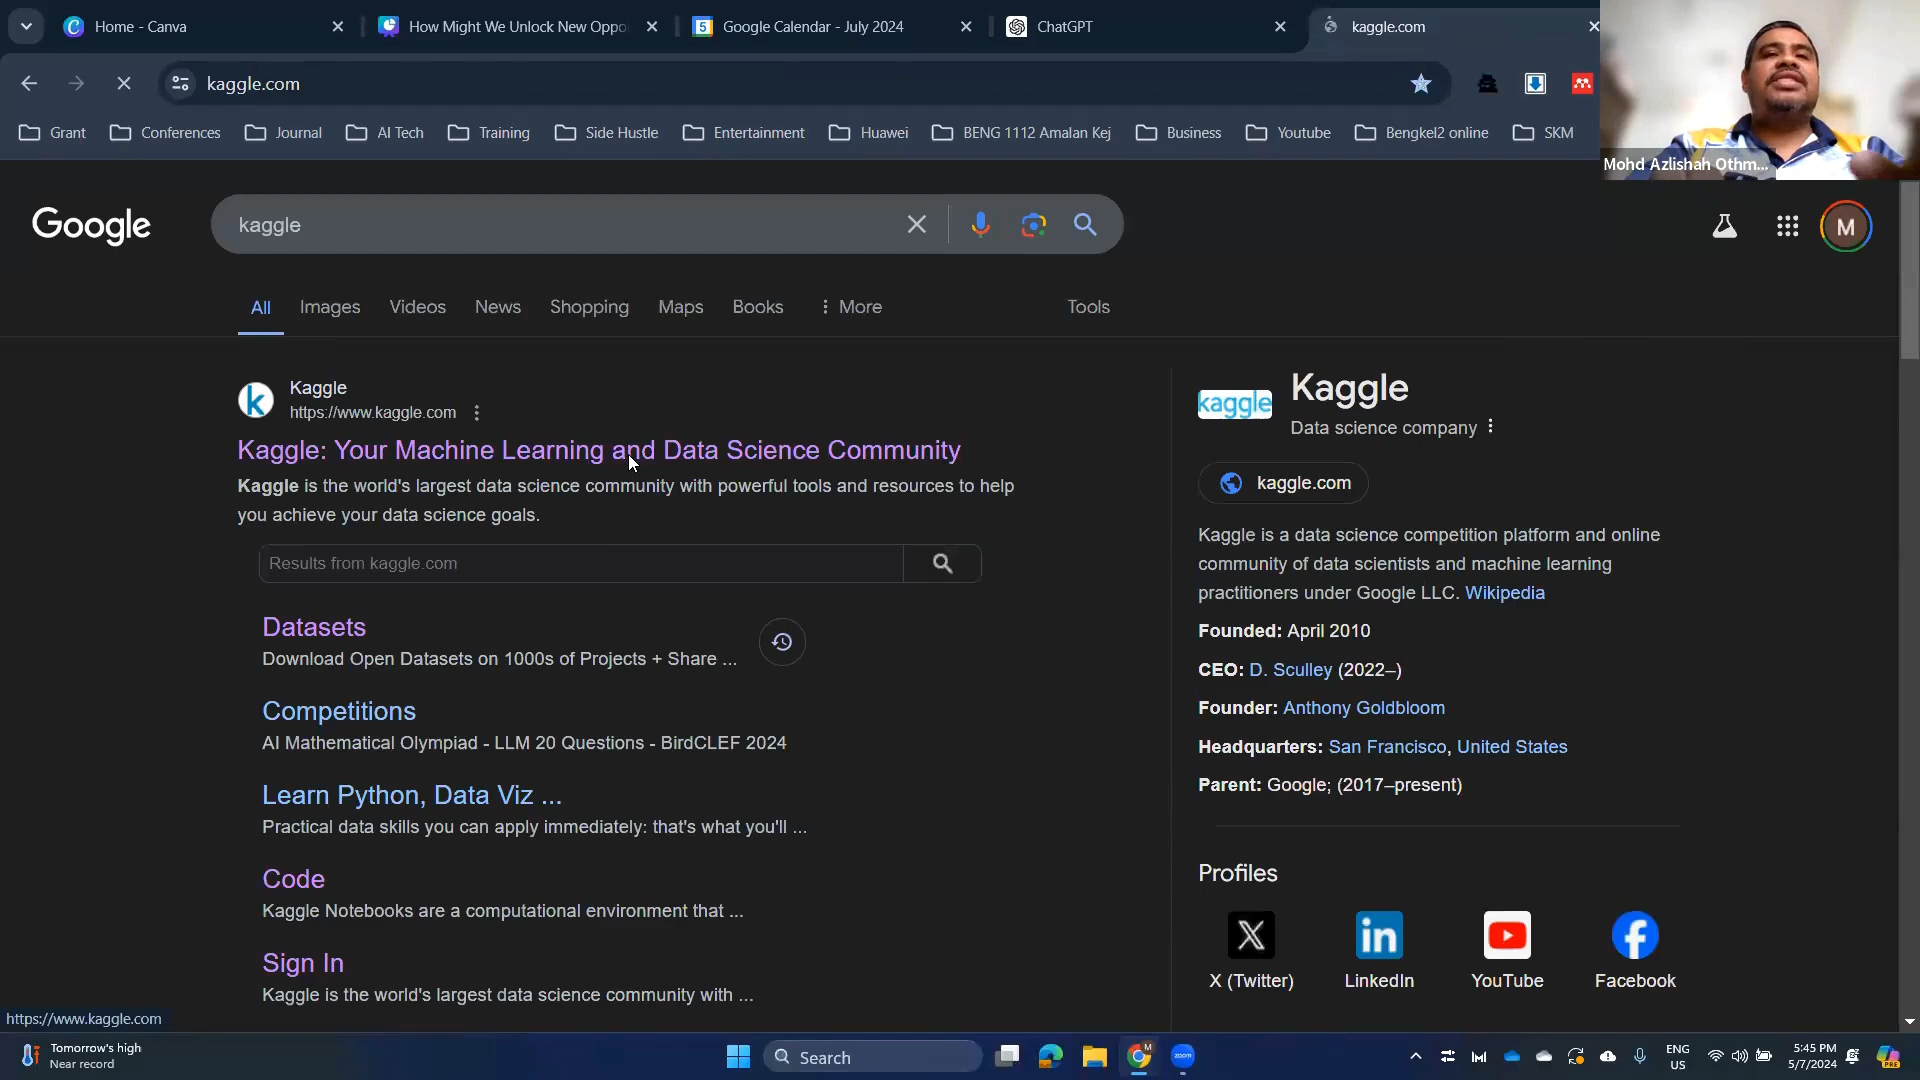 Home - Canva
How Might We Unlock New Oppo
Google Calendar - July 2024
ChatGPT
kaggle.com
kaggle.com
Grant
Conferences
Journal
AI Tech
Training
Side Hustle
Entertainment
Huawei
BENG 1112 Amalan Kej
Business
Youtube
Bengkel2 online
SKM
Mohd Azlishah Othm...
Google
kaggle
M
All
Images
Videos
News
Shopping
Maps
Books
More
Tools
k
Kaggle
https://www.kaggle.com
Kaggle: Your Machine Learning and Data Science Community
Kaggle is the world's largest data science community with powerful tools and resources to help
you achieve your data science goals.
Results from kaggle.com
Datasets
Download Open Datasets on 1000s of Projects + Share ...
Competitions
AI Mathematical Olympiad - LLM 20 Questions - BirdCLEF 2024
Learn Python, Data Viz ...
Practical data skills you can apply immediately: that's what you'll ...
Code
Kaggle Notebooks are a computational environment that ...
Sign In
Kaggle is the world's largest data science community with ...
kaggle
Kaggle
Data science company
kaggle.com
Kaggle is a data science competition platform and online
community of data scientists and machine learning
practitioners under Google LLC. Wikipedia
Founded: April 2010
CEO: D. Sculley (2022–)
Founder: Anthony Goldbloom
Headquarters: San Francisco, United States
Parent: Google; (2017–present)
Profiles
X (Twitter)
LinkedIn
YouTube
Facebook
https://www.kaggle.com
Tomorrow's high
Near record
Search
M
zoom
ENG
US
5:45 PM
5/7/2024
PRE